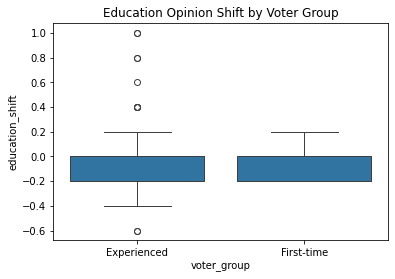 Education Opinion Shift by Voter Group
education_shift
1.0
0.8
0.6
0.4
0.2
0.0
−0.2
−0.4
−0.6
Experienced First-time
voter_group